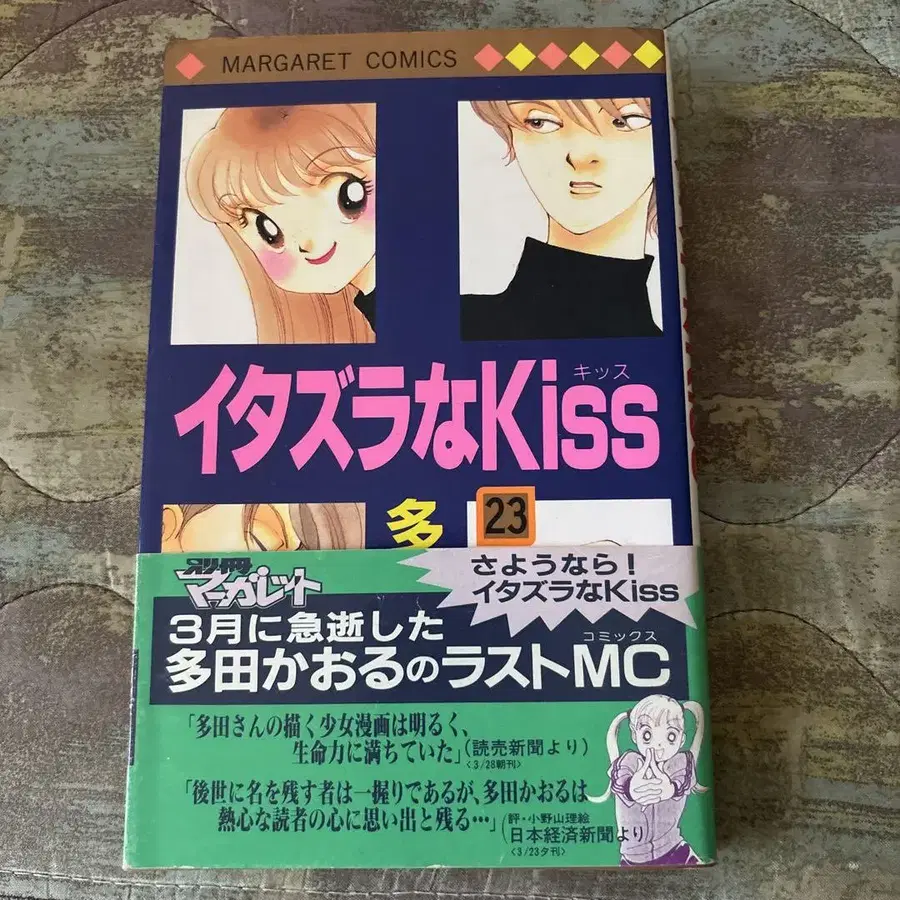 MARGARET COMICS
キッス
イタズラなKiss
多
23
別冊
マーガレット
さようなら!
イタズラなKiss
3月に急逝した
コミックス
多田かおるのラストMC
「多田さんの描く少女漫画は明るく、
生命力に満ちていた」(読売新聞より)
〈3/28朝刊〉
「後世に名を残す者は一握りであるが、多田かおるは
熱心な読者の心に思い出と残る…」
評・小野山理絵
日本経済新聞より
〈3/23夕刊〉